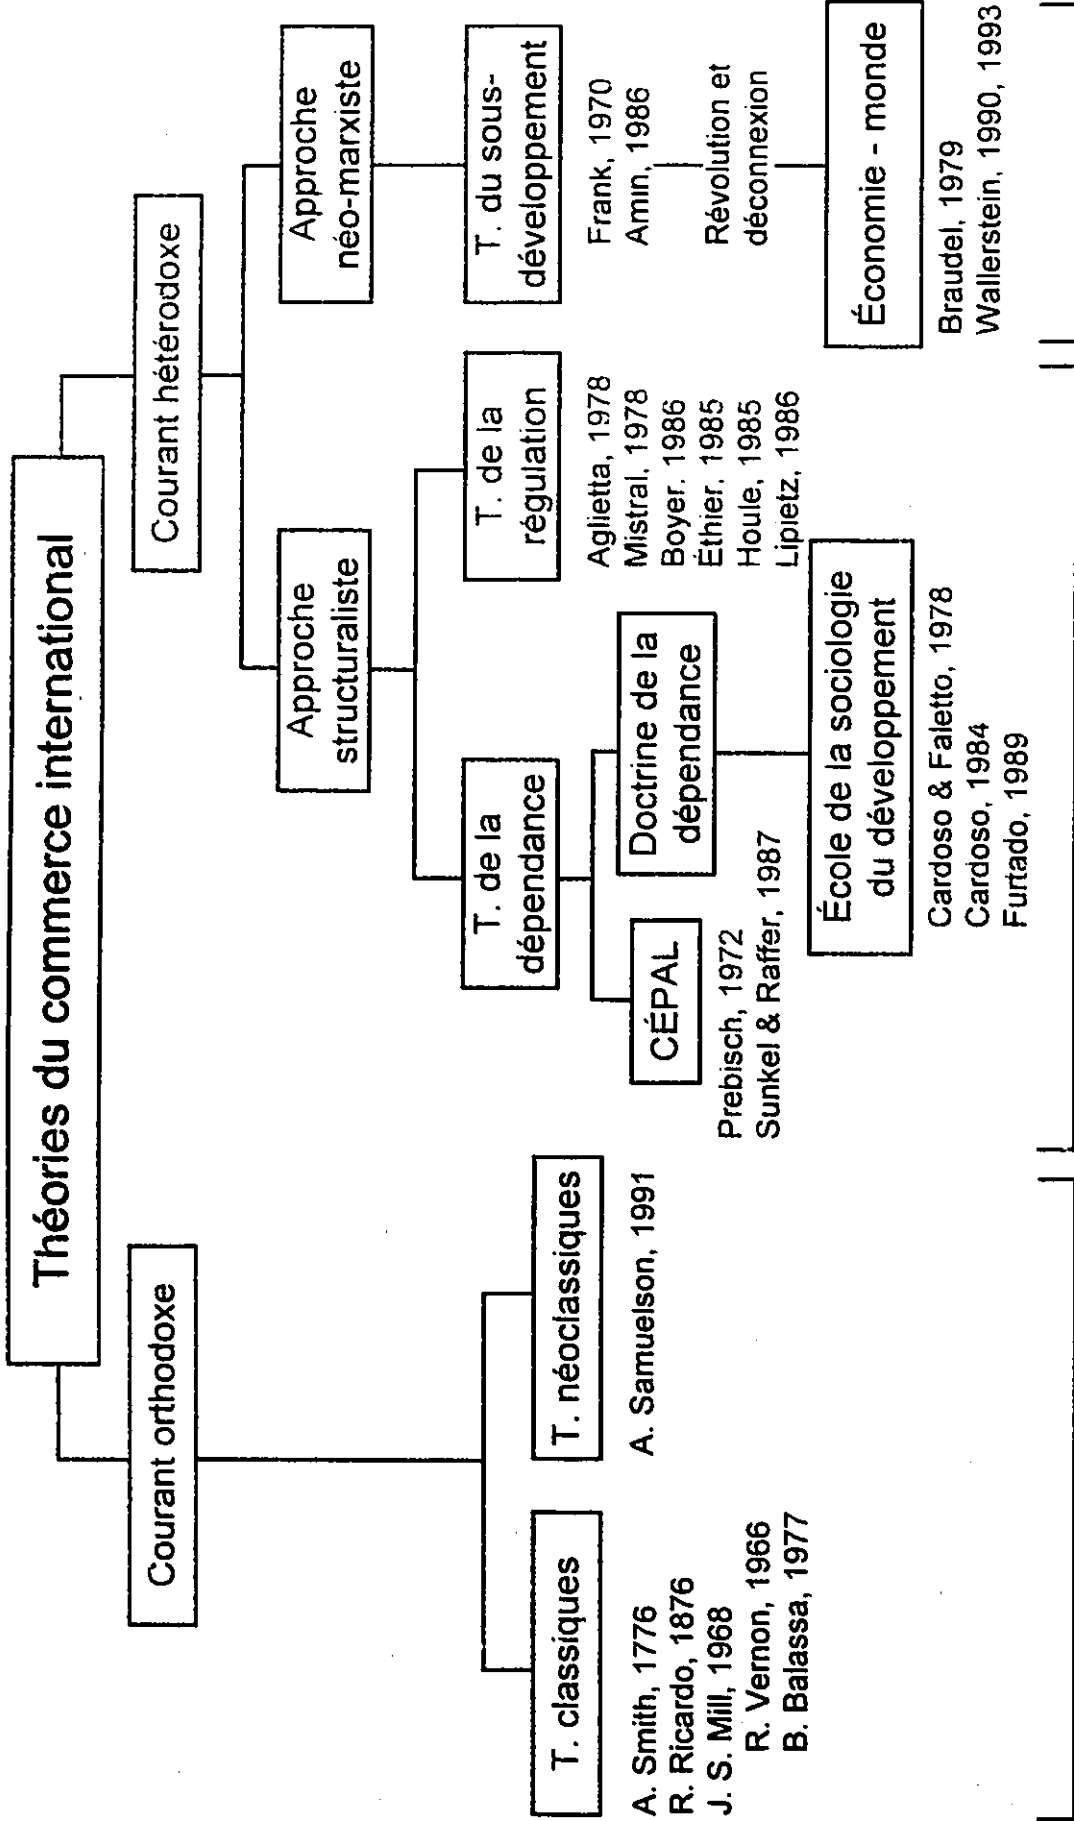 Théories du commerce international
Courant orthodoxe
T. classiques
A. Smith, 1776
R. Ricardo, 1876
J. S. Mill, 1968
R. Vernon, 1966
B. Balassa, 1977
T. néoclassiques
A. Samuelson, 1991
Courant hétérodoxe
Approche
structuraliste
T. de la
dépendance
CÉPAL
Prebisch, 1972
Sunkel & Raffer, 1987
Doctrine de la
dépendance
École de la sociologie
du développement
Cardoso & Faletto, 1978
Cardoso, 1984
Furtado, 1989
T. de la
régulation
Aglietta, 1978
Mistral. 1978
Boyer. 1986
Éthier. 1985
Houle, 1985
Lipietz, 1986
Approche
néo-marxiste
T. du sous-
développement
Frank, 1970
Amin, 1986
Révolution et
déconnexion
Économie - monde
Braudel, 1979
Wallerstein, 1990, 1993